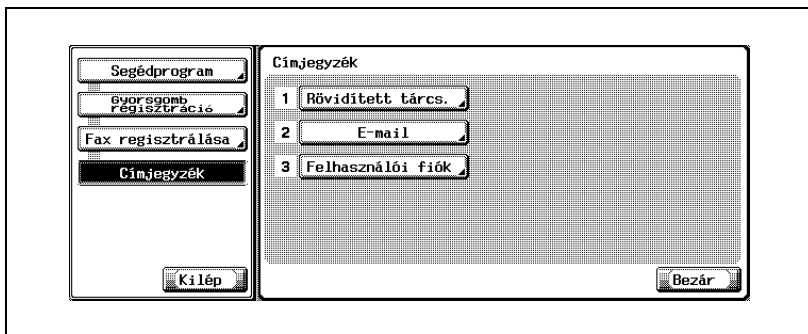 Segédprogram
Gyorsgomb
regisztráció
Fax regisztrálása
Címjegyzék
Kilép
Címjegyzék
1 Rövidített tárcs.
2 E-mail
3 Felhasználói fiók
Bezár